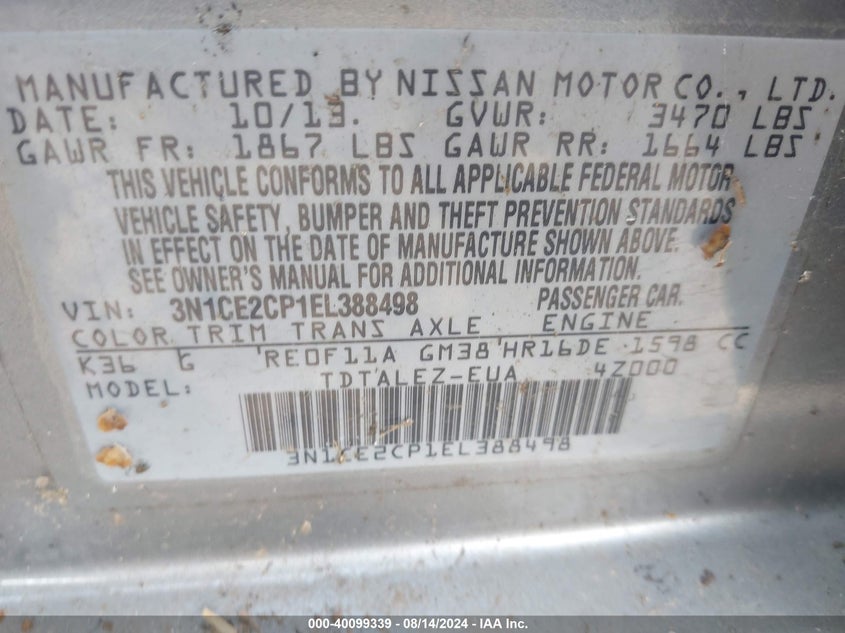 MANUFACTURED BY NISSAN MOTOR CO., LTD.
DATE: 10/13. GVWR: 3470 LBS
GAWR FR: 1867 LBS GAWR RR: 1664 LBS
THIS VEHICLE CONFORMS TO ALL APPLICABLE FEDERAL MOTOR
VEHICLE SAFETY, BUMPER AND THEFT PREVENTION STANDARDS
IN EFFECT ON THE DATE OF MANUFACTURE SHOWN ABOVE.
SEE OWNER'S MANUAL FOR ADDITIONAL INFORMATION.
VIN: 3N1CE2CP1EL388498 PASSENGER CAR.
COLOR TRIM TRANS AXLE ENGINE
K36 G RE0F11A GM38 HR16DE 1598 CC
MODEL: TDTALEZ-EUA 4Z000
3N1CE2CP1EL388498
000-40099339 - 08/14/2024 - IAA Inc.